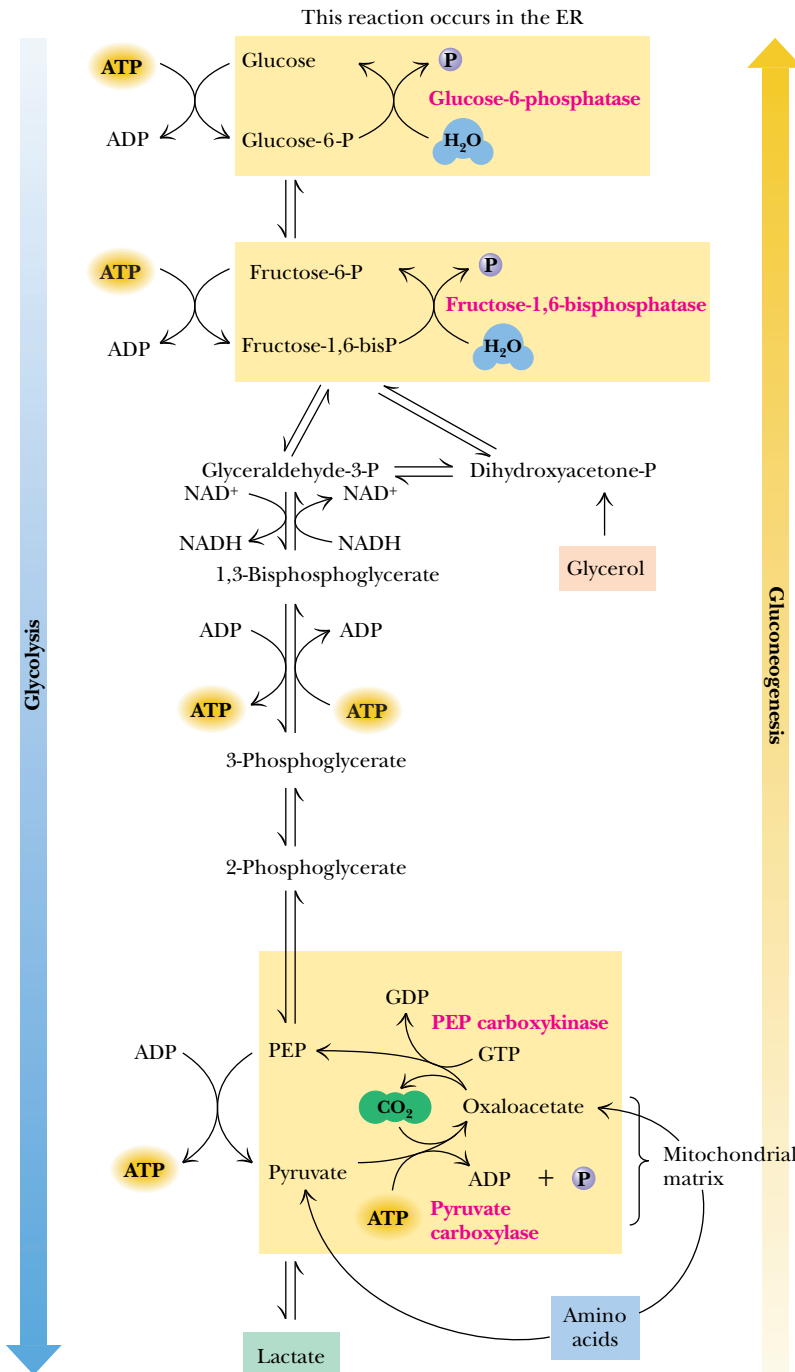 This reaction occurs in the ER
ATP
Glucose
P
Glucose-6-phosphatase
ADP
Glucose-6-P
H₂O
ATP
Fructose-6-P
P
Fructose-1,6-bisphosphatase
ADP
Fructose-1,6-bisP
H₂O
Glyceraldehyde-3-P
Dihydroxyacetone-P
NAD⁺
NAD⁺
NADH
NADH
Glycerol
1,3-Bisphosphoglycerate
ADP
ADP
ATP
ATP
Glycolysis
Gluconeogenesis
3-Phosphoglycerate
2-Phosphoglycerate
GDP
PEP carboxykinase
ADP
PEP
GTP
CO₂
Oxaloacetate
ATP
Pyruvate
ADP + P
Mitochondrial
matrix
ATP
Pyruvate
carboxylase
Amino
acids
Lactate